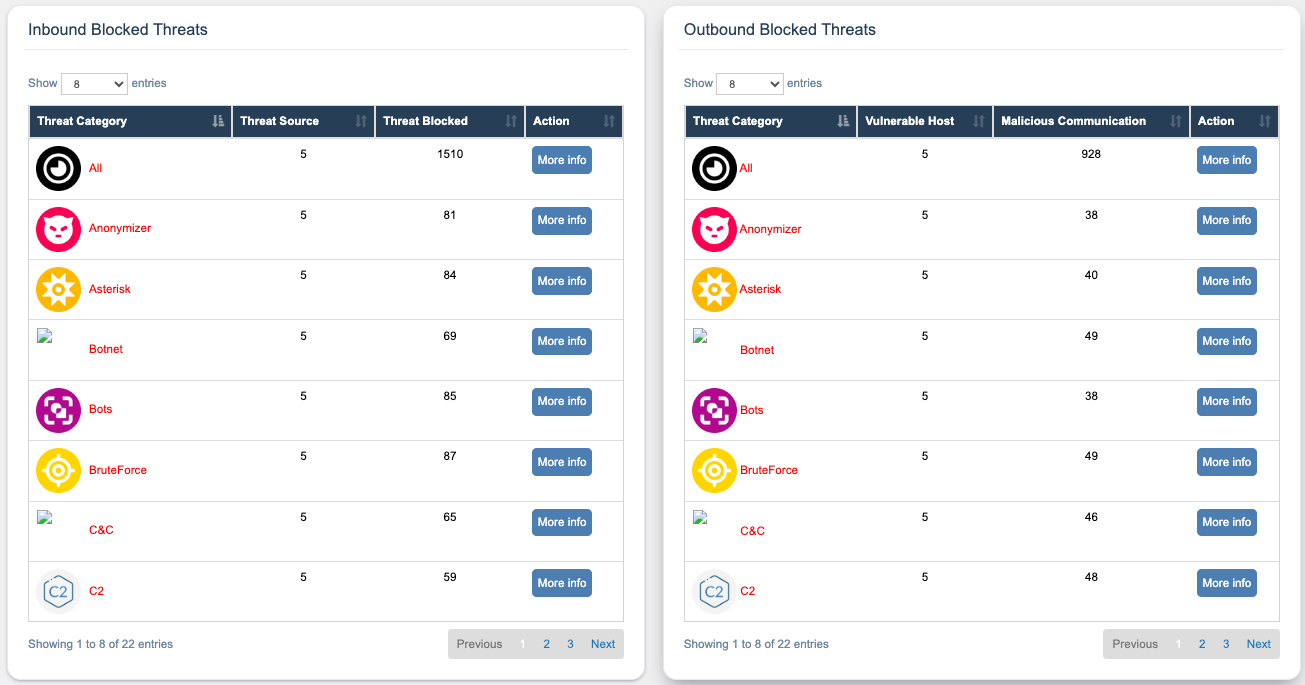 Inbound Blocked Threats
Show 8 entries
Threat Category Threat Source Threat Blocked Action
All 5 1510 More info
Anonymizer 5 81 More info
Asterisk 5 84 More info
Botnet 5 69 More info
Bots 5 85 More info
BruteForce 5 87 More info
C&C 5 65 More info
C2 C2 5 59 More info
Showing 1 to 8 of 22 entries Previous 1 2 3 Next
Outbound Blocked Threats
Show 8 entries
Threat Category Vulnerable Host Malicious Communication Action
All 5 928 More info
Anonymizer 5 38 More info
Asterisk 5 40 More info
Botnet 5 49 More info
Bots 5 38 More info
BruteForce 5 49 More info
C&C 5 46 More info
C2 C2 5 48 More info
Showing 1 to 8 of 22 entries Previous 1 2 3 Next